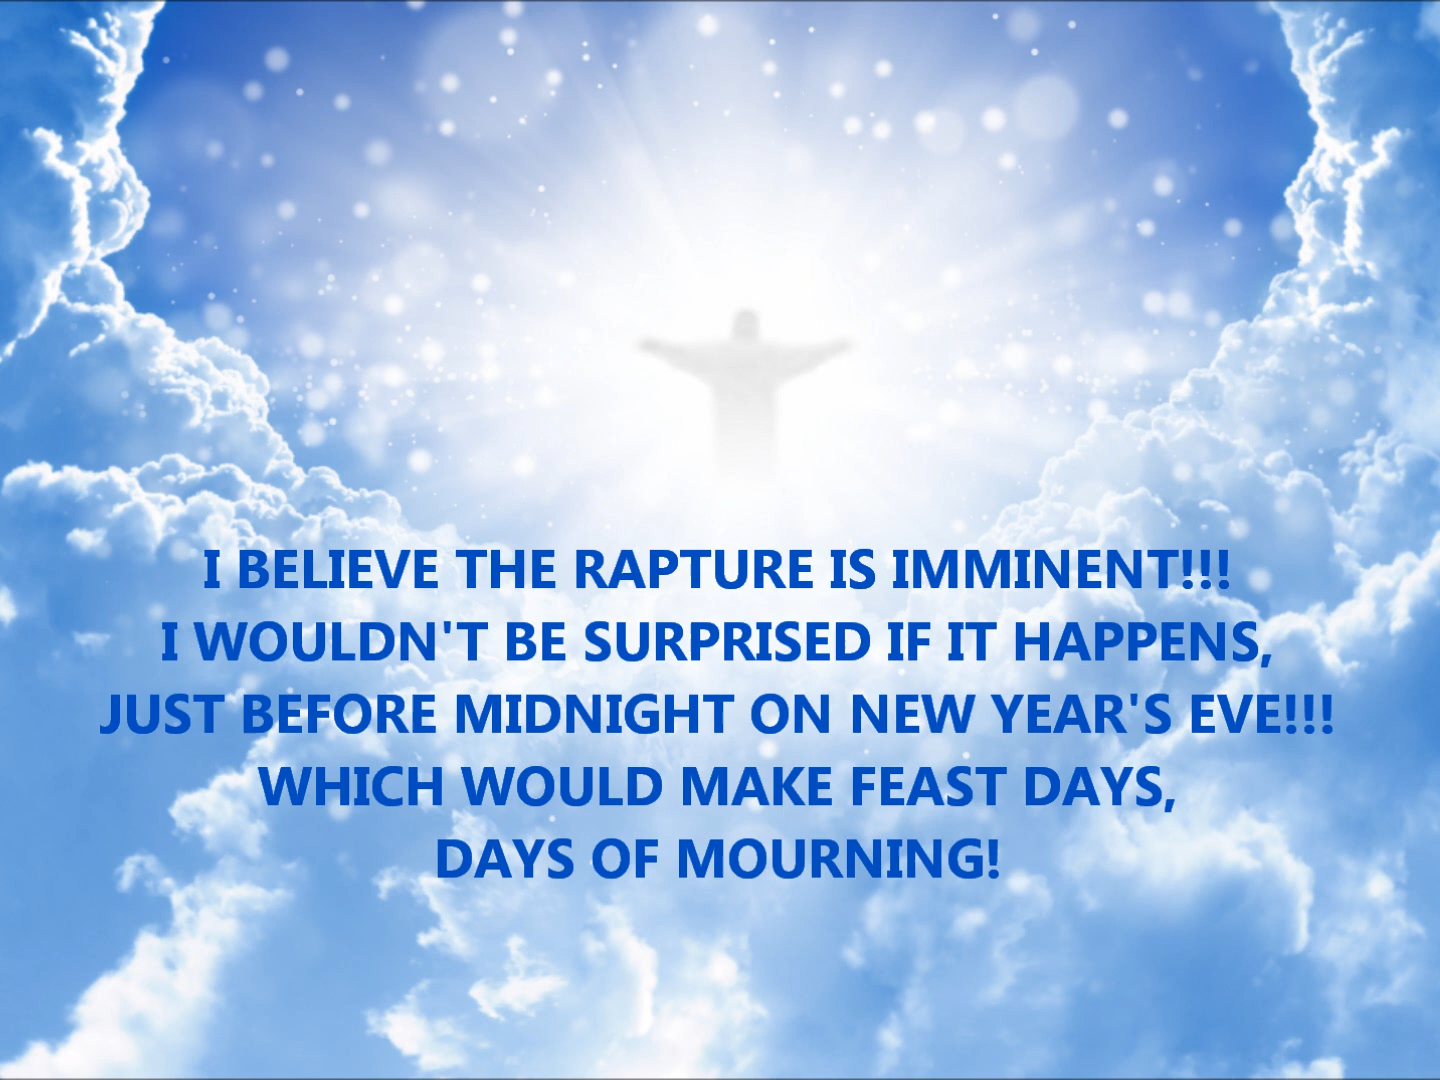 I BELIEVE THE RAPTURE IS IMMINENT!!!
I WOULDN'T BE SURPRISED IF IT HAPPENS,
JUST BEFORE MIDNIGHT ON NEW YEAR'S EVE!!!
WHICH WOULD MAKE FEAST DAYS,
DAYS OF MOURNING!